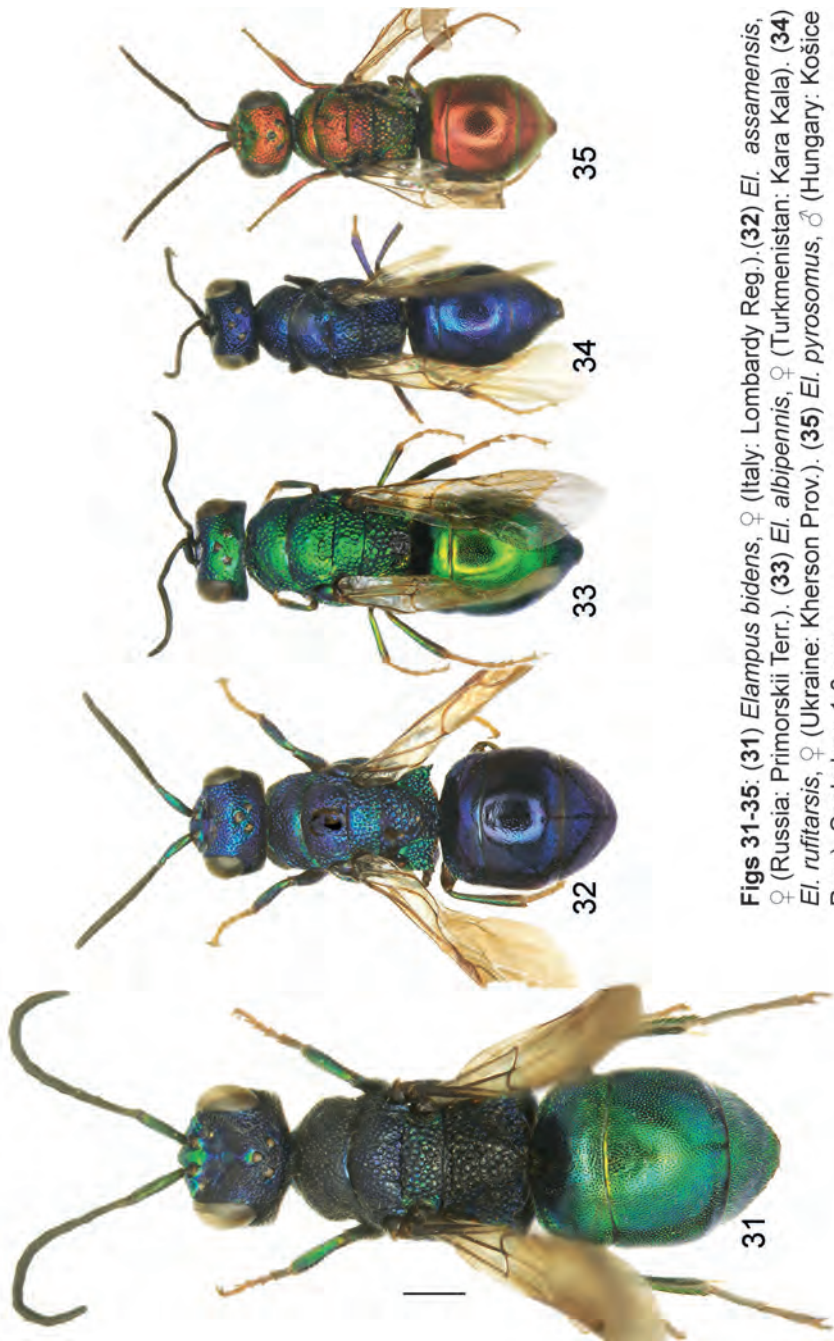 31
32
33
34
35
Figs 31-35: (31) Elampus bidens, ♀ (Italy: Lombardy Reg.).(32) El. assamensis,
♀ (Russia: Primorskii Terr.). (33) El. albipennis, ♀ (Turkmenistan: Kara Kala). (34)
El. rufitarsis, ♀ (Ukraine: Kherson Prov.). (35) El. pyrosomus, ♂ (Hungary: Košice